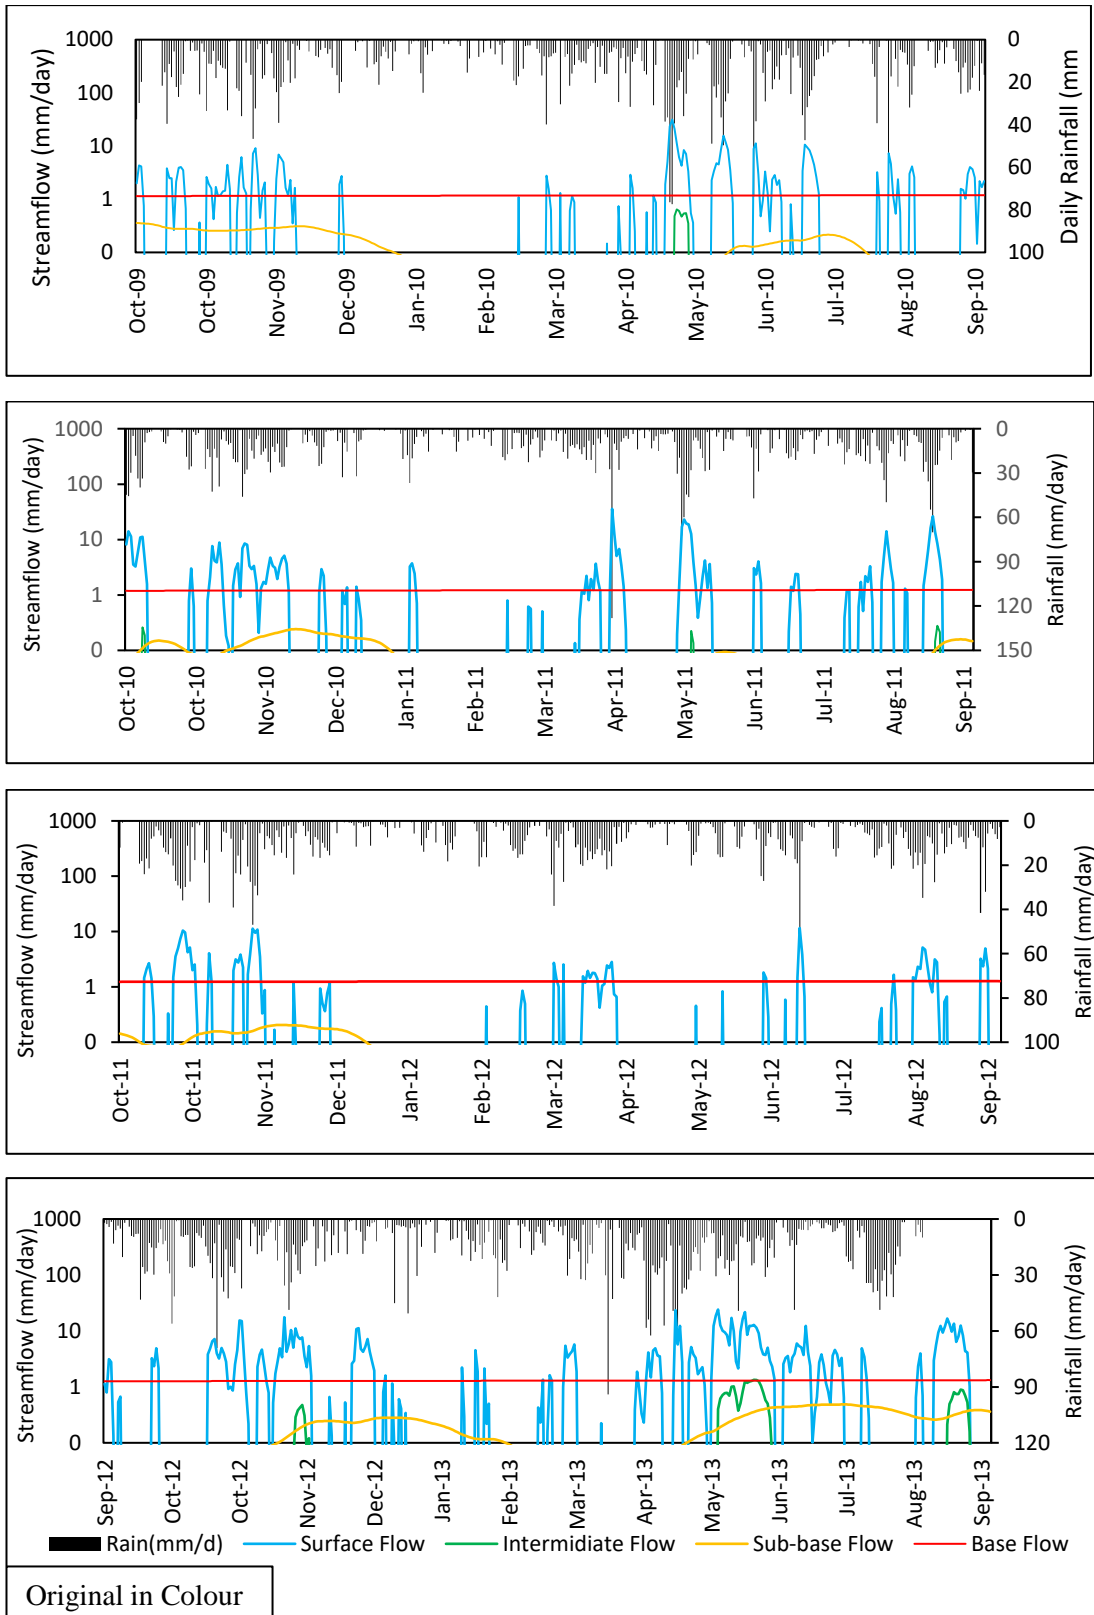 Streamflow (mm/day)
1000
100
10
1
0
0
20
40
60
80
100
Daily Rainfall (mm
Oct-09
Oct-09
Nov-09
Dec-09
Jan-10
Feb-10
Mar-10
Apr-10
May-10
Jun-10
Jul-10
Aug-10
Sep-10
Streamflow (mm/day)
1000
100
10
1
0
0
30
60
90
120
150
Rainfall (mm/day)
Oct-10
Oct-10
Nov-10
Dec-10
Jan-11
Feb-11
Mar-11
Apr-11
May-11
Jun-11
Jul-11
Aug-11
Sep-11
Streamflow (mm/day)
1000
100
10
1
0
0
20
40
60
80
100
Rainfall (mm/day)
Oct-11
Oct-11
Nov-11
Dec-11
Jan-12
Feb-12
Mar-12
Apr-12
May-12
Jun-12
Jul-12
Aug-12
Sep-12
Streamflow (mm/day)
1000
100
10
1
0
0
30
60
90
120
Rainfall (mm/day)
Sep-12
Oct-12
Oct-12
Nov-12
Dec-12
Jan-13
Feb-13
Mar-13
Apr-13
May-13
Jun-13
Jul-13
Aug-13
Sep-13
Rain(mm/d) Surface Flow Intermidiate Flow Sub-base Flow Base Flow
Original in Colour